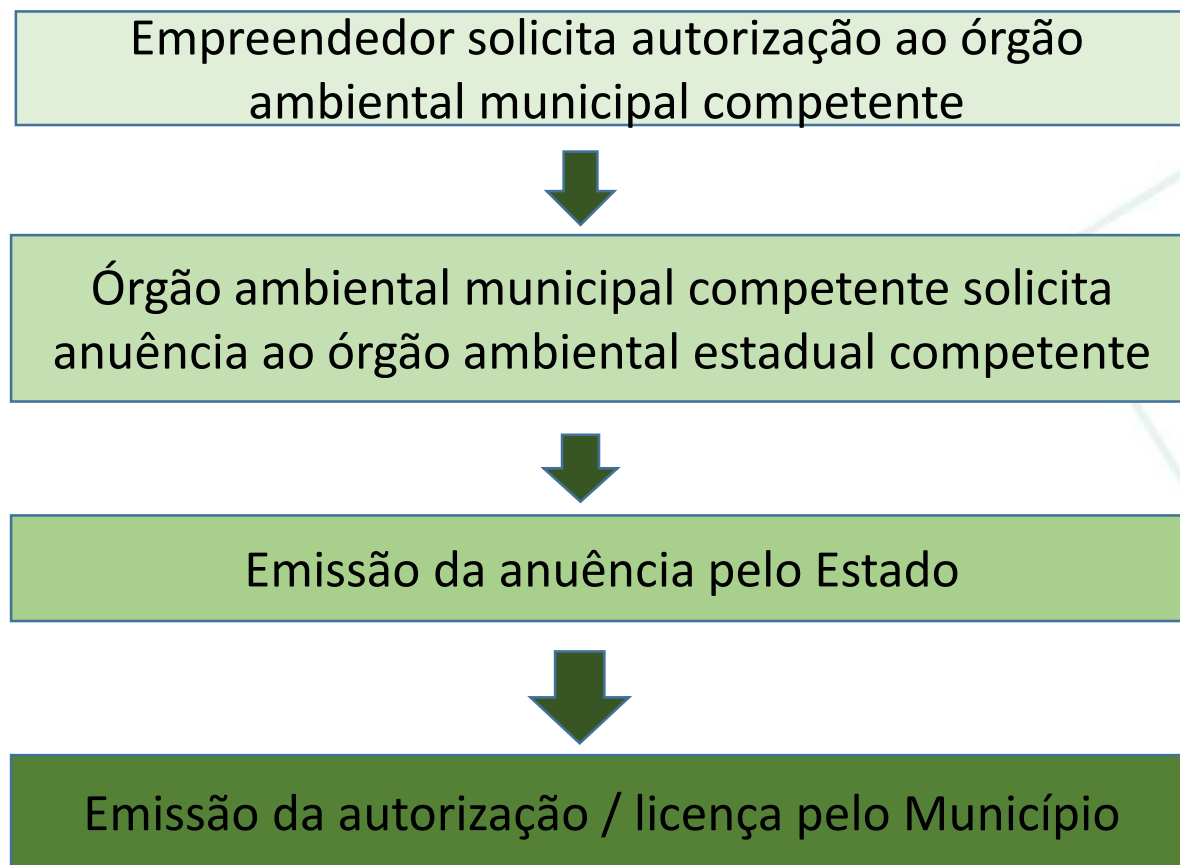 Empreendedor solicita autorização ao órgão
ambiental municipal competente
Órgão ambiental municipal competente solicita
anuência ao órgão ambiental estadual competente
Emissão da anuência pelo Estado
Emissão da autorização / licença pelo Município